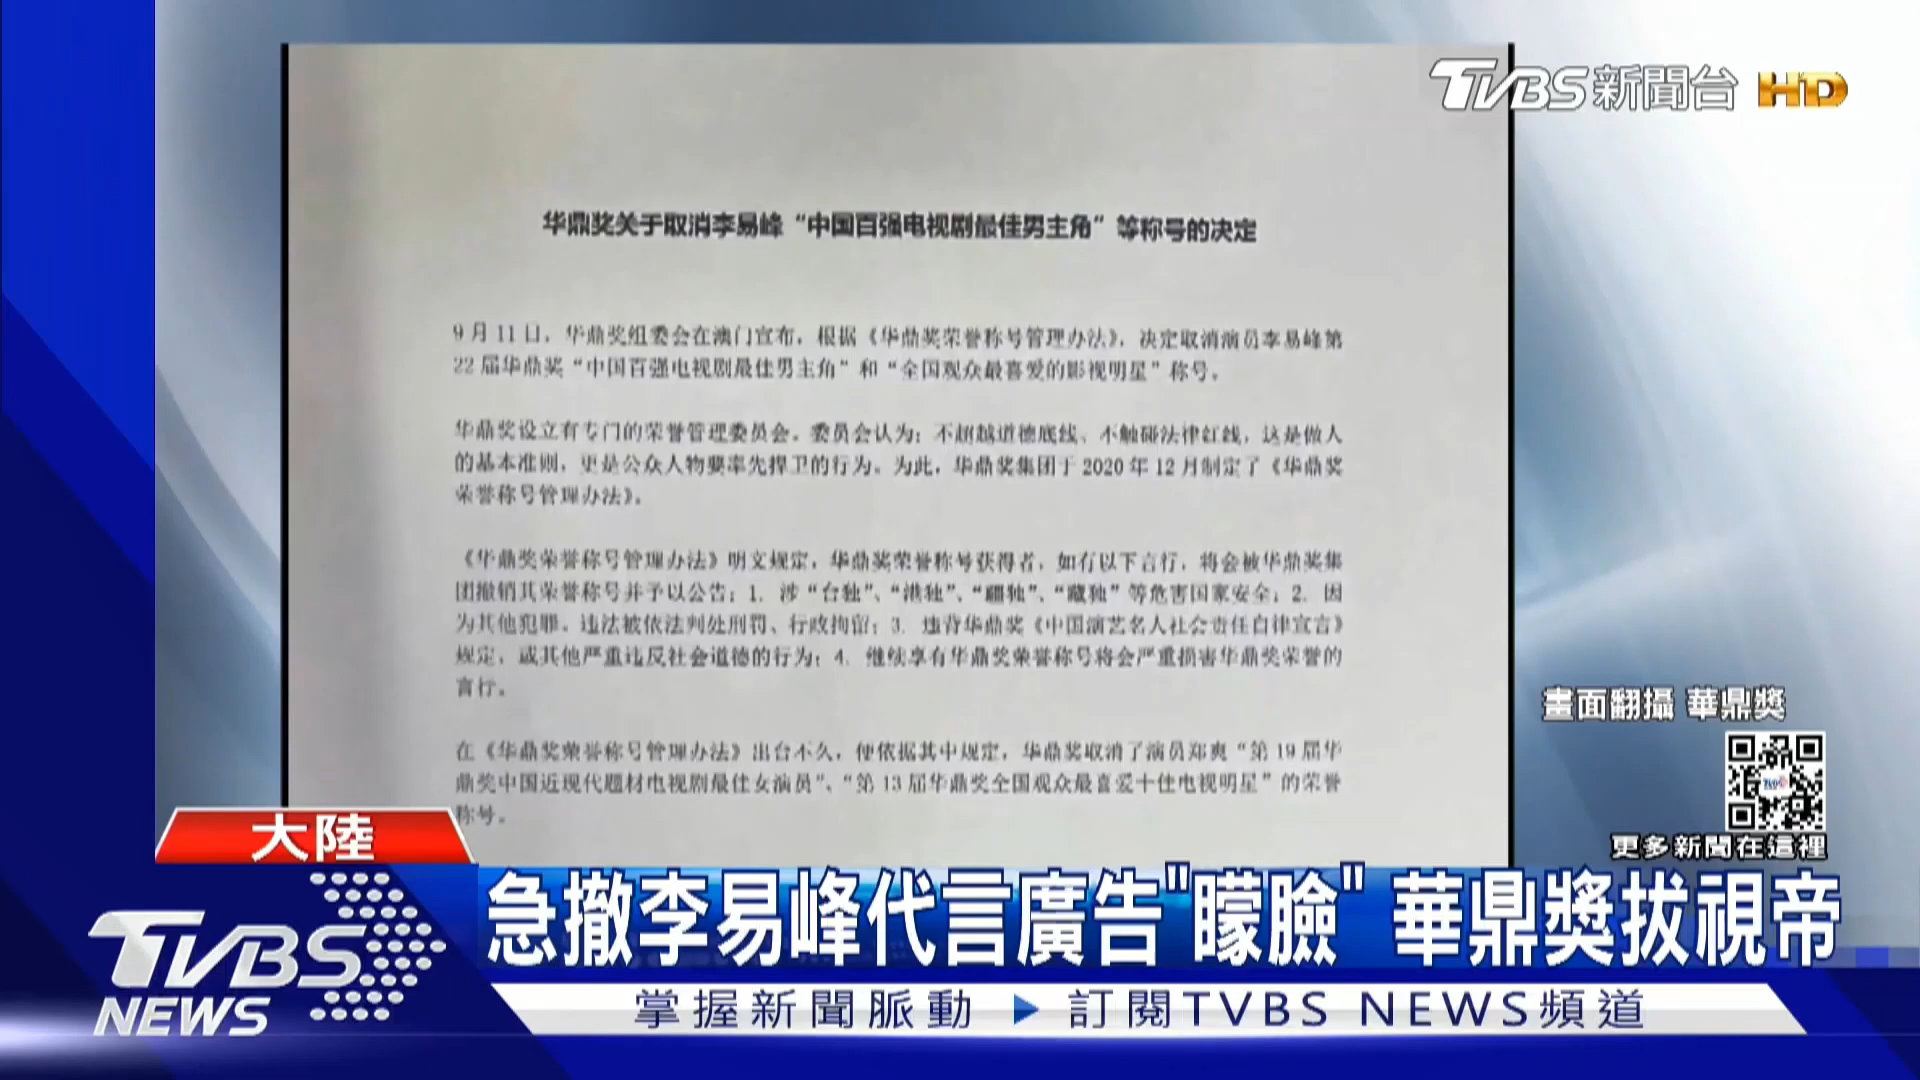 TVBS新聞台 HD
华鼎奖关于取消李易峰“中国百强电视剧最佳男主角”等称号的决定
9月11日，华鼎奖组委会在澳门宣布，根据《华鼎奖荣誉称号管理办法》，决定取消演员李易峰第
22届华鼎奖“中国百强电视剧最佳男主角”和“全国观众最喜爱的影视明星”称号。
华鼎奖设立有专门的荣誉管理委员会。委员会认为：不超越道德底线、不触碰法律红线，这是做人
的基本准则，更是公众人物要率先捍卫的行为。为此，华鼎奖集团于2020年12月制定了《华鼎奖
荣誉称号管理办法》。
《华鼎奖荣誉称号管理办法》明文规定，华鼎奖荣誉称号获得者，如有以下言行，将会被华鼎奖集
团撤销其荣誉称号并予以公告：1. 涉“台独”、“港独”、“疆独”、“藏独”等危害国家安全；2. 因
为其他犯罪、违法被依法判处刑罚、行政拘留；3. 违背华鼎奖《中国演艺名人社会责任自律宣言》
规定，或其他严重违反社会道德的行为；4. 继续享有华鼎奖荣誉称号将会严重损害华鼎奖荣誉的
言行。
在《华鼎奖荣誉称号管理办法》出台不久，便依据其中规定，华鼎奖取消了演员郑爽“第19届华
鼎奖中国近现代题材电视剧最佳女演员”、“第13届华鼎奖全国观众最喜爱十佳电视明星”的荣誉
称号。
畫面翻攝 華鼎獎
更多新聞在這裡
大陸
急撤李易峰代言廣告"矇臉" 華鼎獎拔視帝
TVBS
NEWS
掌握新聞脈動 ▶ 訂閱TVBS NEWS頻道